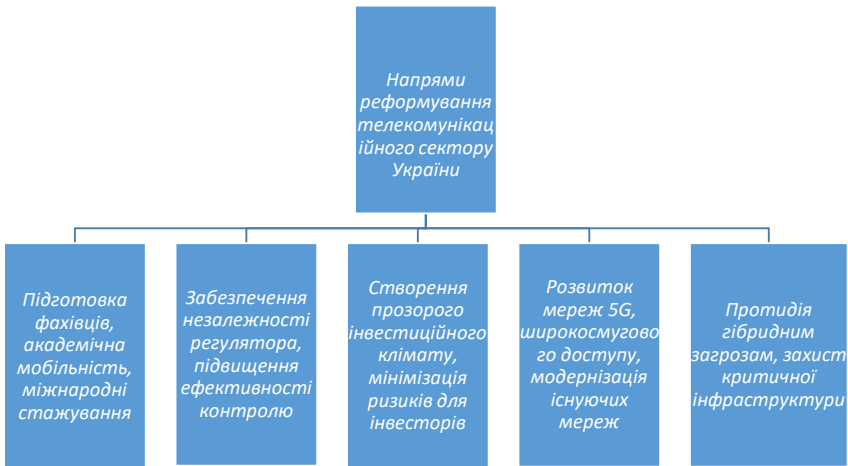 Напрями
реформування
телекомунікац
ійного сектору
України
Підготовка
фахівців,
академічна
мобільність,
міжнародні
стажування
Забезпечення
незалежності
регулятора,
підвищення
ефективності
контролю
Створення
прозорого
інвестиційного
клімату,
мінімізація
ризиків для
інвесторів
Розвиток
мереж 5G,
широкосмугово
го доступу,
модернізація
існуючих
мереж
Протидія
гібридним
загрозам, захист
критичної
інфраструктури